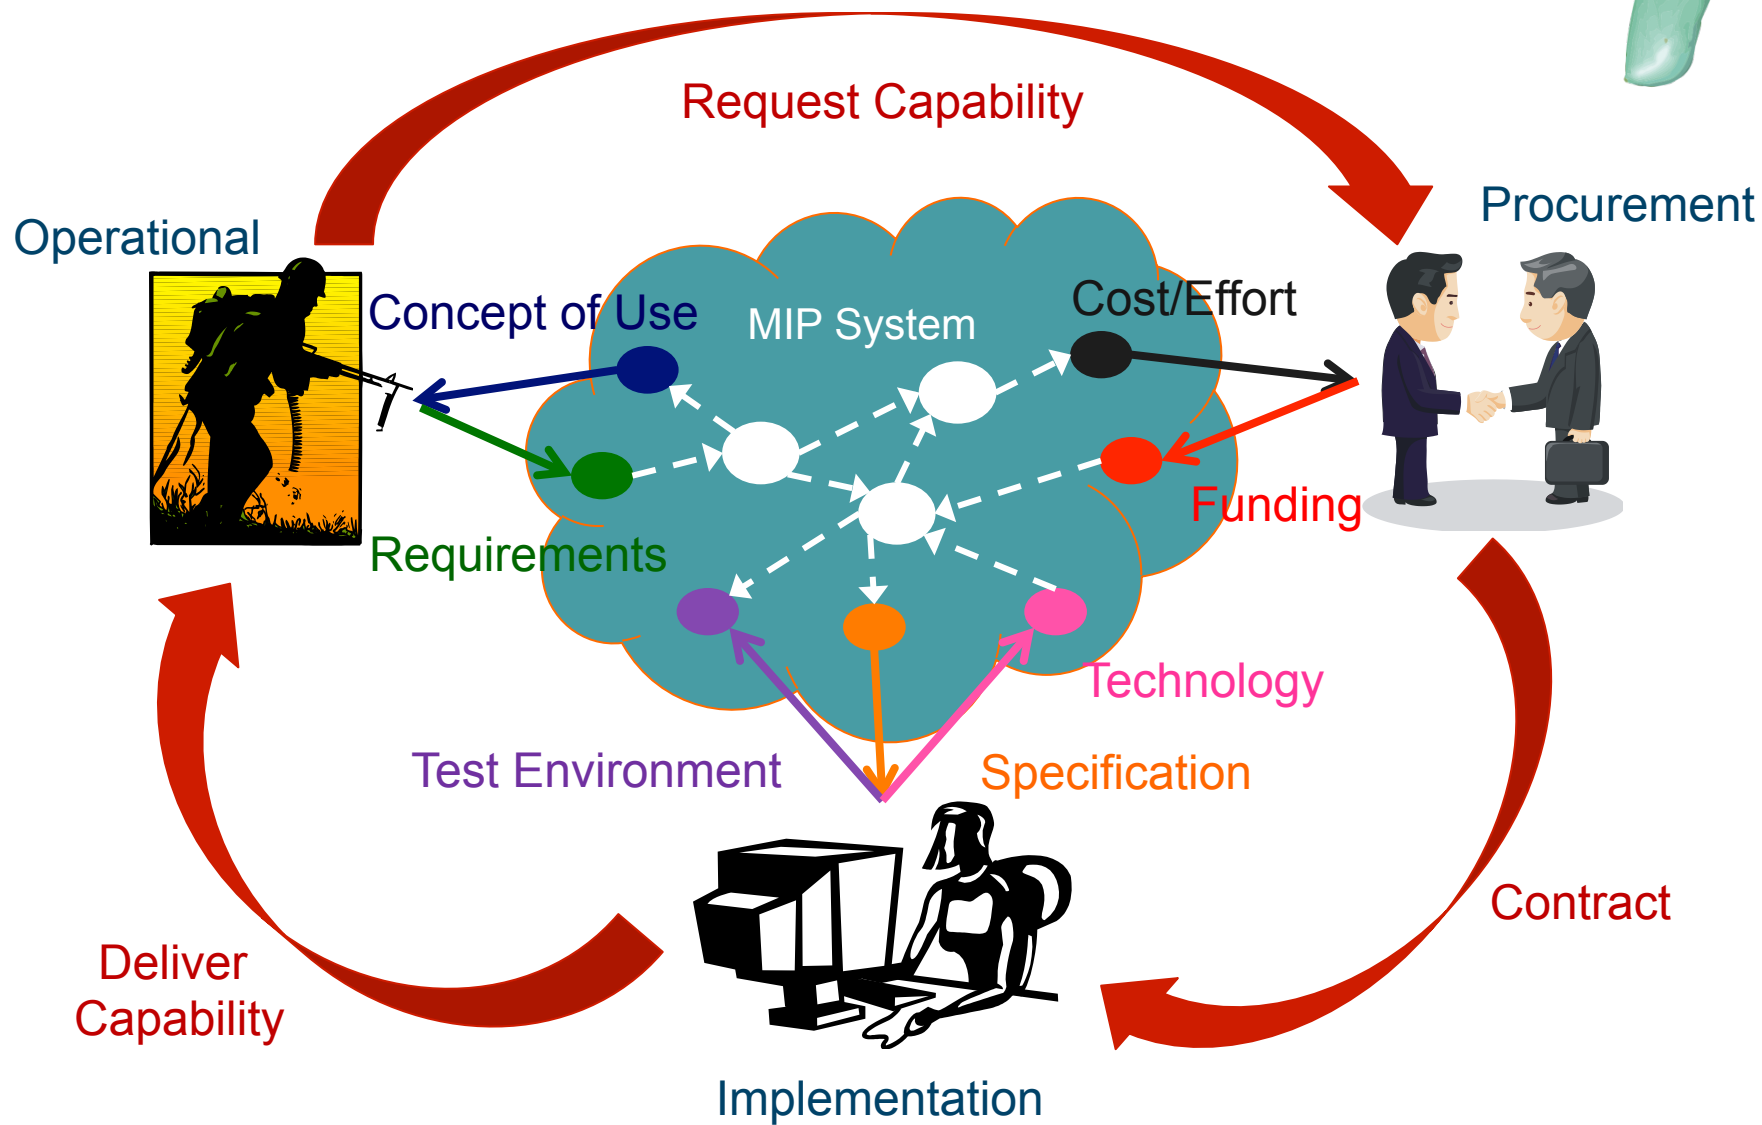 Request Capability
Operational
Procurement
Concept of Use
MIP System
Cost/Effort
Funding
Requirements
Technology
Test Environment
Specification
Contract
Deliver
Capability
Implementation